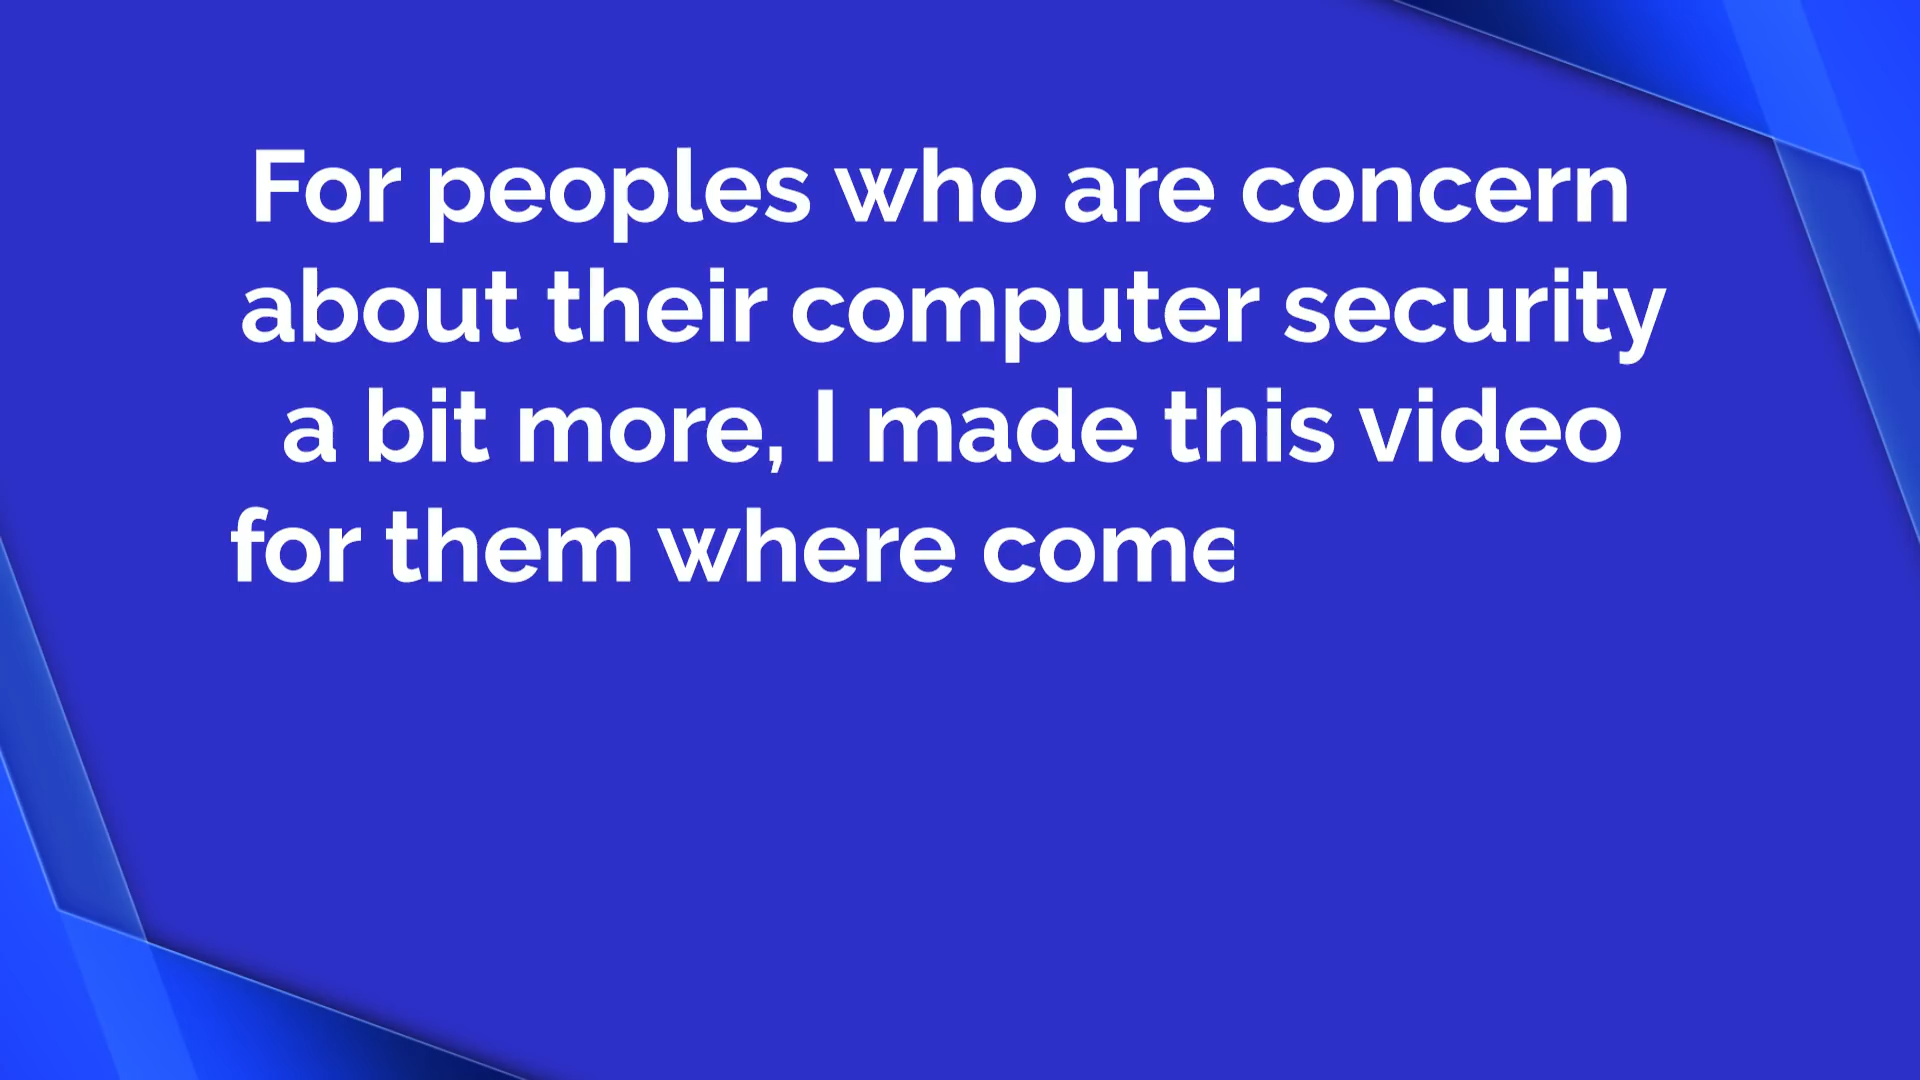 For peoples who are concern
about their computer security
a bit more, I made this video
for them where come